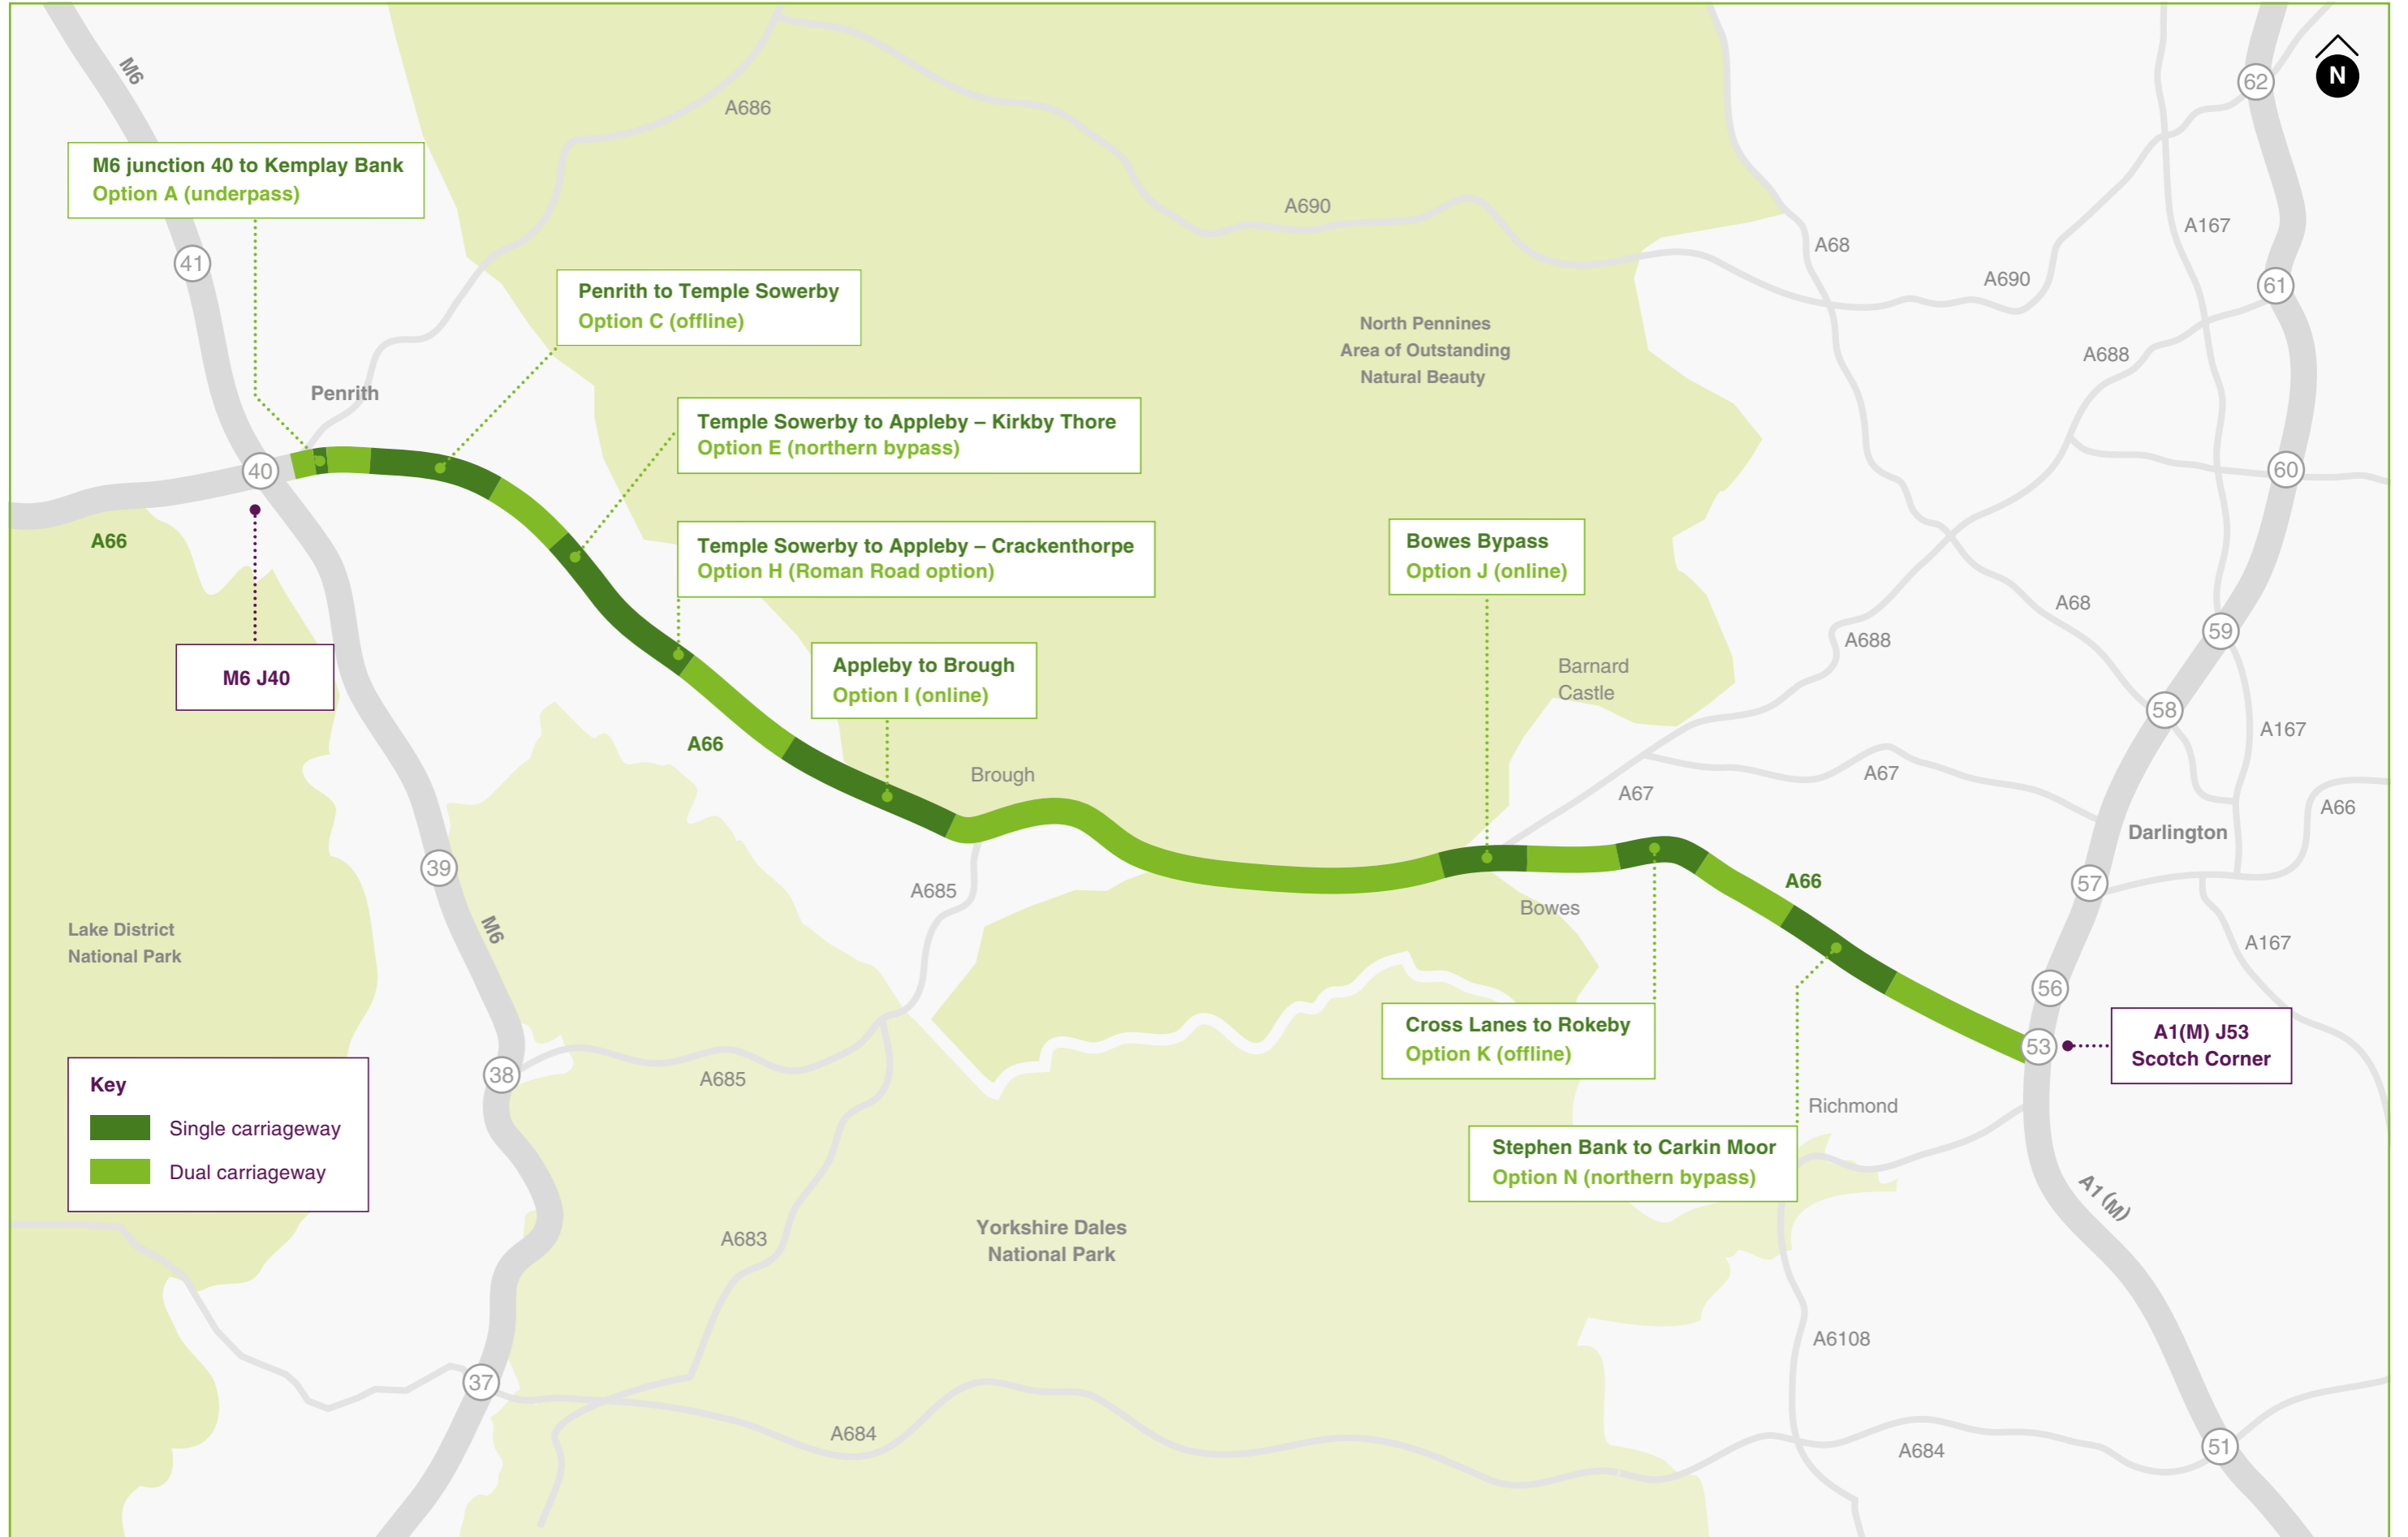 M6
N
62
A686
M6 junction 40 to Kemplay Bank
Option A (underpass)
A690
A167
41
A68
A690
61
Penrith to Temple Sowerby
Option C (offline)
North Pennines
Area of Outstanding
Natural Beauty
A688
Penrith
Temple Sowerby to Appleby – Kirkby Thore
Option E (northern bypass)
40
60
A66
Temple Sowerby to Appleby – Crackenthorpe
Option H (Roman Road option)
Bowes Bypass
Option J (online)
A68
59
A688
M6 J40
Appleby to Brough
Option I (online)
Barnard
Castle
58
A66
A167
Brough
A67
A67
A66
Darlington
39
A685
A66
57
Bowes
Lake District
National Park
M6
A167
56
Cross Lanes to Rokeby
Option K (offline)
53
A1(M) J53
Scotch Corner
Key
Single carriageway
Dual carriageway
38
A685
Richmond
Stephen Bank to Carkin Moor
Option N (northern bypass)
A683
Yorkshire Dales
National Park
A1 (M)
A6108
37
A684
A684
51